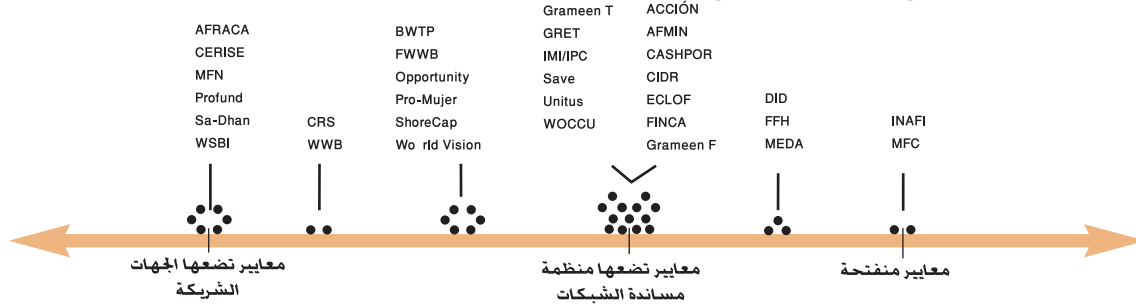 AFRACA
CERISE
MFN
Profund
Sa-Dhan
WSBI
CRS
WWB
BWTP
FWWB
Opportunity
Pro-Mujer
ShoreCap
Wo rld Vision
Grameen T
GRET
IMI/IPC
Save
Unitus
WOCCU
ACCIÓN
AFMIN
CASHPOR
CIDR
ECLOF
FINCA
Grameen F
DID
FFH
MEDA
INAFI
MFC
معايير تضعها الجهات
الشريكة
معايير تضعها منظمة
مساندة الشبكات
معايير منفتحة